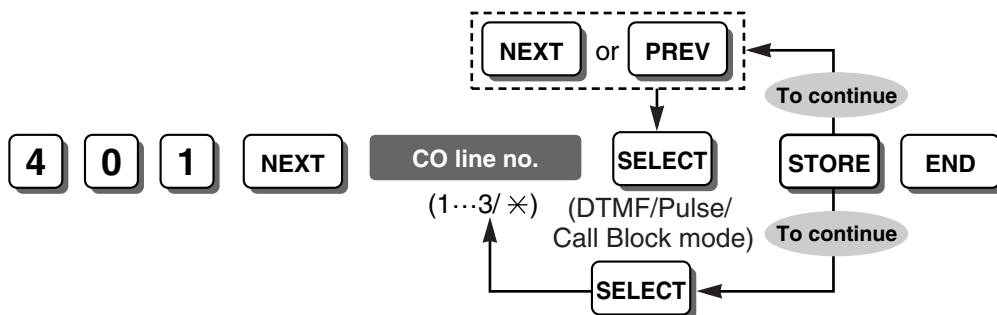 NEXT or PREV
To continue
4 0 1 NEXT CO line no. SELECT STORE END
(1···3/ ✳)
(DTMF/Pulse/
Call Block mode)
To continue
SELECT